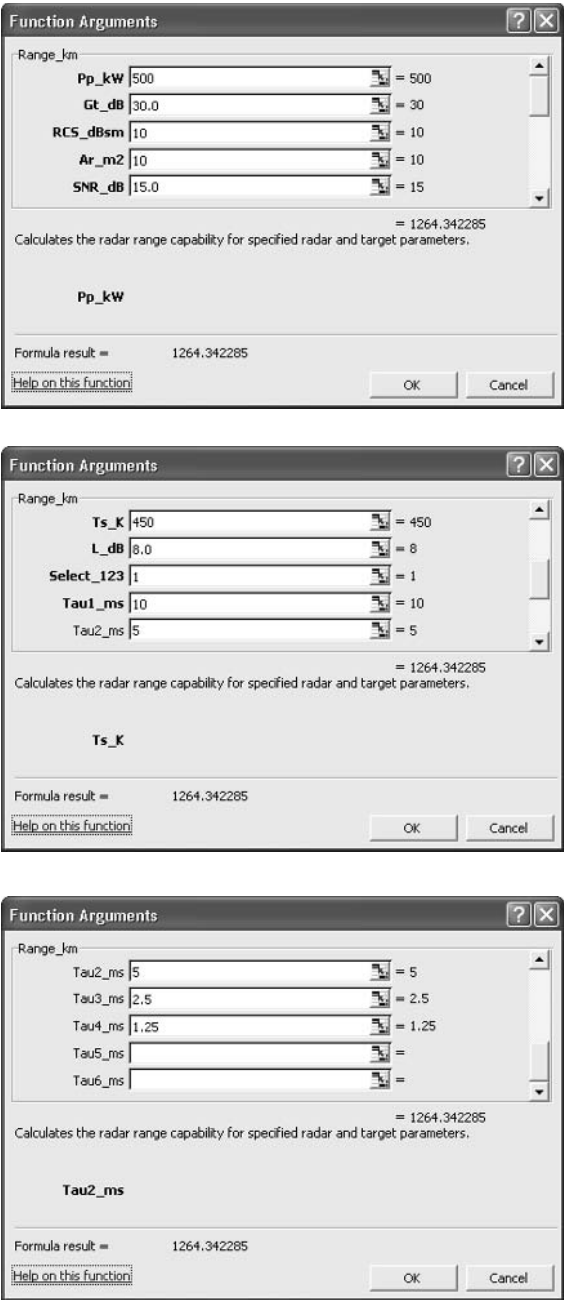 Function Arguments
Range_km
Pp_kW 500 = 500
Gt_dB 30.0 = 30
RCS_dBsm 10 = 10
Ar_m2 10 = 10
SNR_dB 15.0 = 15
= 1264.342285
Calculates the radar range capability for specified radar and target parameters.
Pp_kW
Formula result = 1264.342285
Help on this function OK Cancel
Function Arguments
Range_km
Ts_K 450 = 450
L_dB 8.0 = 8
Select_123 1 = 1
Tau1_ms 10 = 10
Tau2_ms 5 = 5
= 1264.342285
Calculates the radar range capability for specified radar and target parameters.
Ts_K
Formula result = 1264.342285
Help on this function OK Cancel
Function Arguments
Range_km
Tau2_ms 5 = 5
Tau3_ms 2.5 = 2.5
Tau4_ms 1.25 = 1.25
Tau5_ms =
Tau6_ms =
= 1264.342285
Calculates the radar range capability for specified radar and target parameters.
Tau2_ms
Formula result = 1264.342285
Help on this function OK Cancel